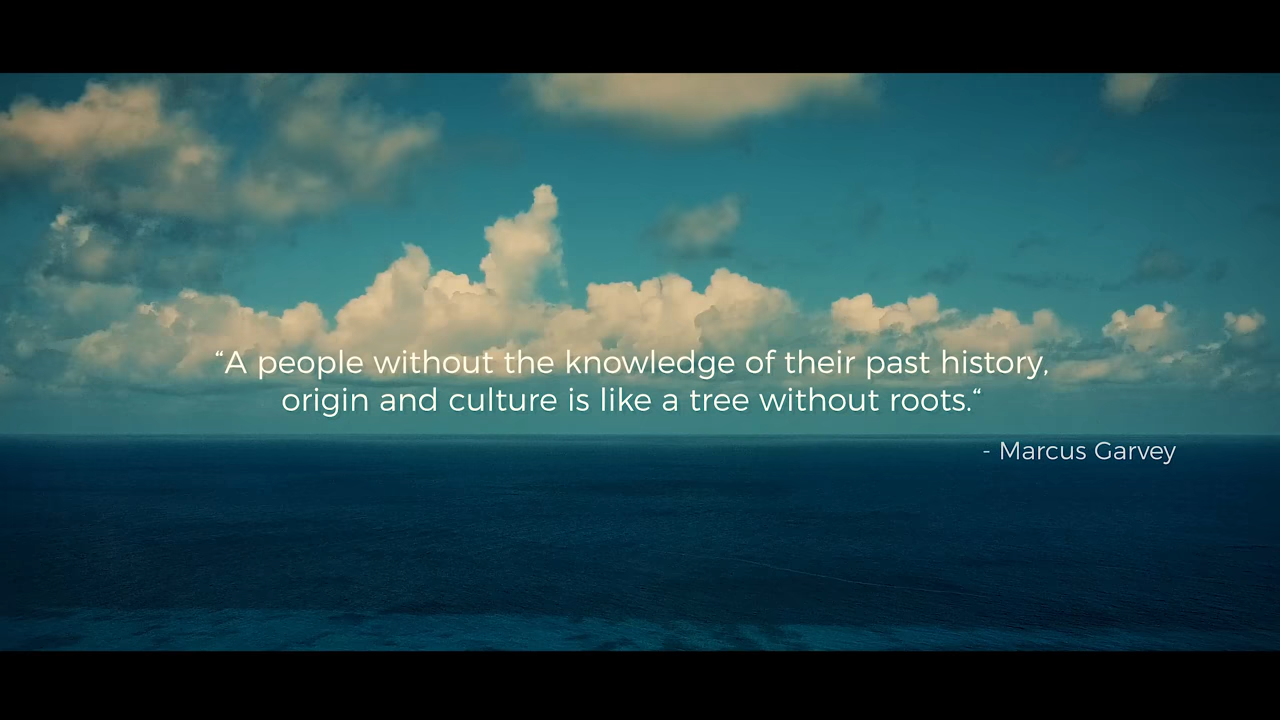 “A people without the knowledge of their past history,
origin and culture is like a tree without roots.“
- Marcus Garvey